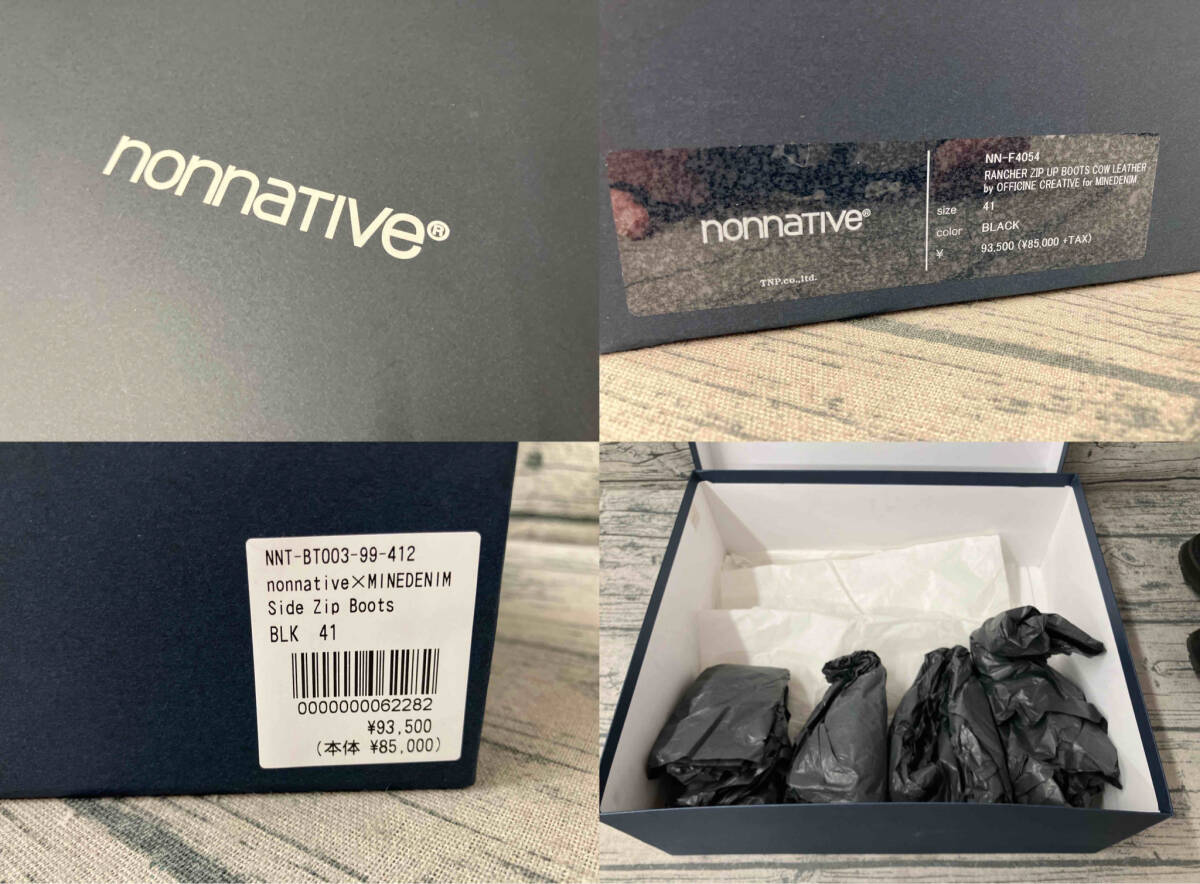 nonnative®
nonnative®
TNP.co.,ltd.
NN-F4054
RANCHER ZIP UP BOOTS COW LEATHER
by OFFICINE CREATIVE for MINEDENIM
size 41
color BLACK
¥ 93,500 (¥85,000 +TAX)
NNT-BT003-99-412
nonnative×MINEDENIM
Side Zip Boots
BLK 41
0000000062282
¥93,500
(本体 ¥85,000)